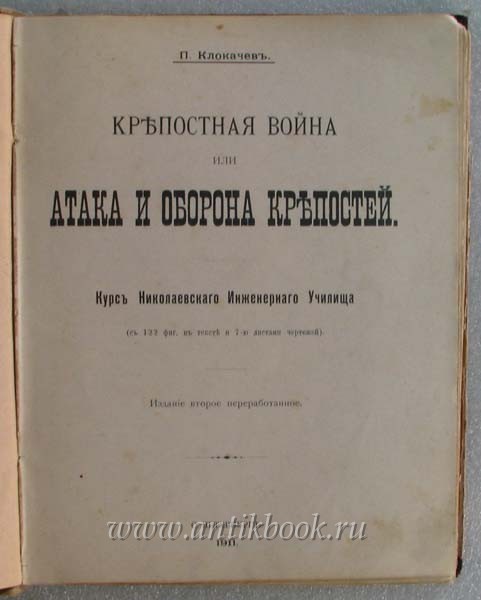 П. Клокачевъ.
КРѢПОСТНАЯ ВОЙНА
ИЛИ
АТАКА И ОБОРОНА КРѢПОСТЕЙ.
Курсъ Николаевскаго Инженернаго Училища
(съ 122 фиг. въ текстѣ и 7-ю листами чертежей).
Изданіе второе переработанное.
www.antikbook.ru
1911